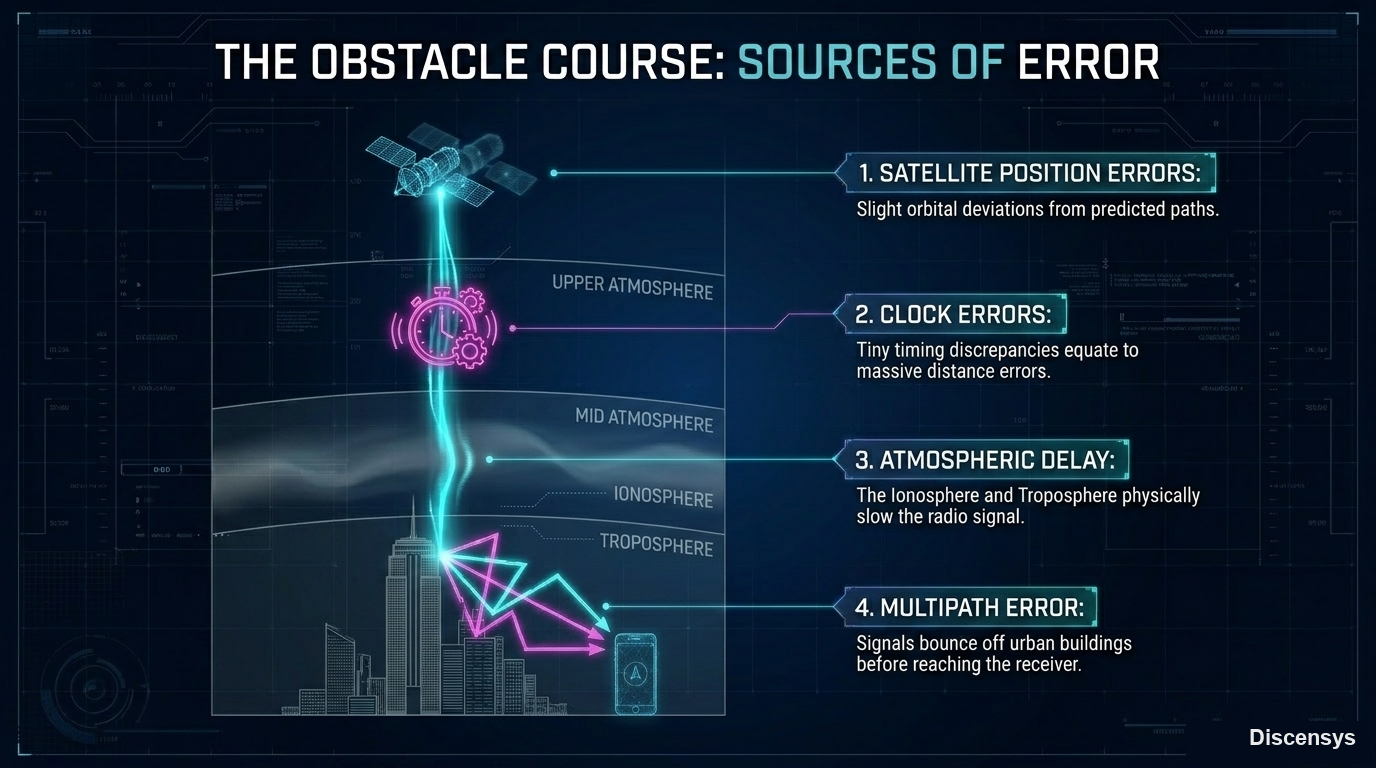 THE OBSTACLE COURSE: SOURCES OF ERROR
1. SATELLITE POSITION ERRORS:
Slight orbital deviations from predicted paths.
UPPER ATMOSPHERE
2. CLOCK ERRORS:
Tiny timing discrepancies equate to
massive distance errors.
MID ATMOSPHERE
3. ATMOSPHERIC DELAY:
The Ionosphere and Troposphere physically
slow the radio signal.
IONOSPHERE
TROPOSPHERE
4. MULTIPATH ERROR:
Signals bounce off urban buildings
before reaching the receiver.
Discensys